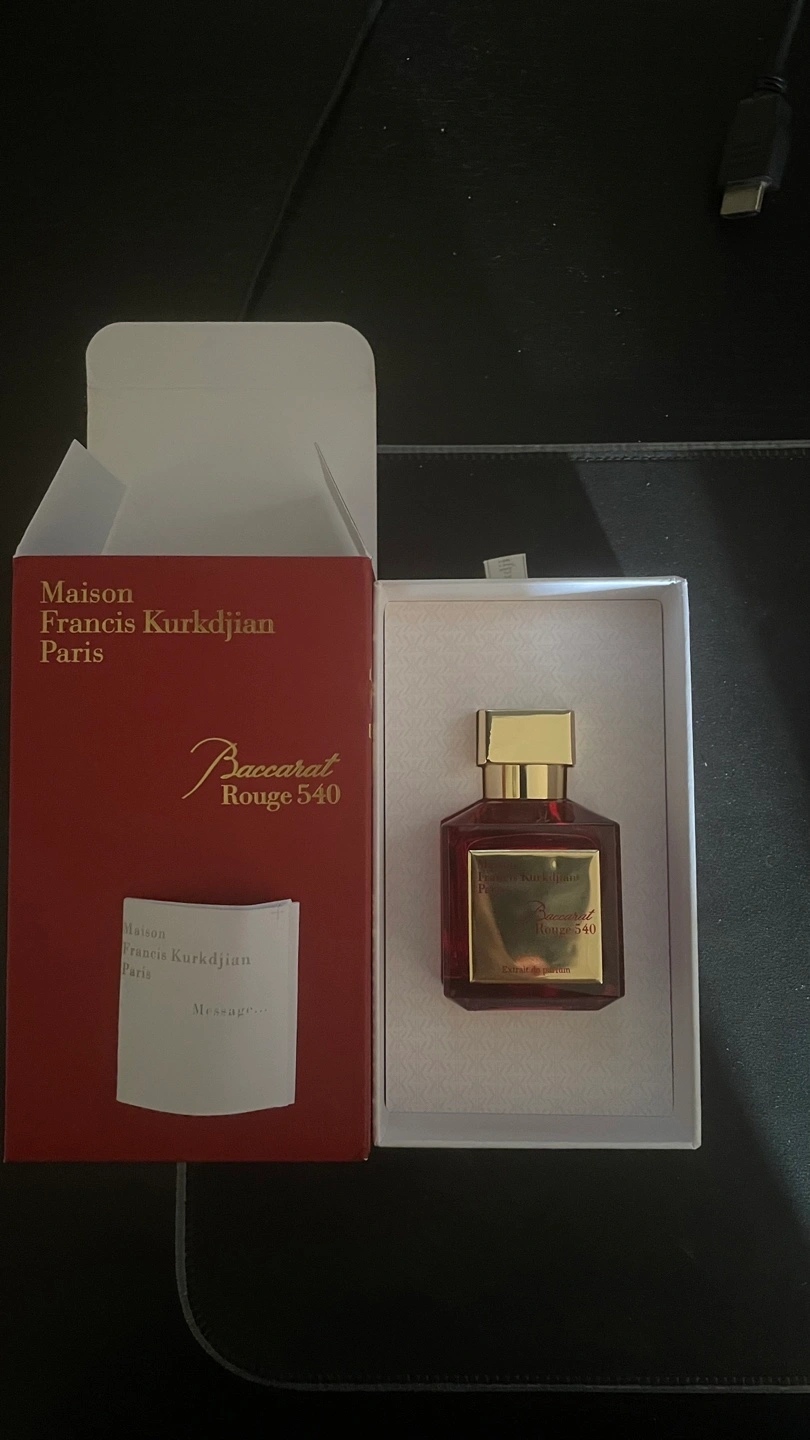 Maison
Francis Kurkdjian
Paris
Baccarat
Rouge 540
Maison
Francis Kurkdjian
Paris
Message...
Francis Kurkdjian
Baccarat
Rouge 540
Extrait de parfum